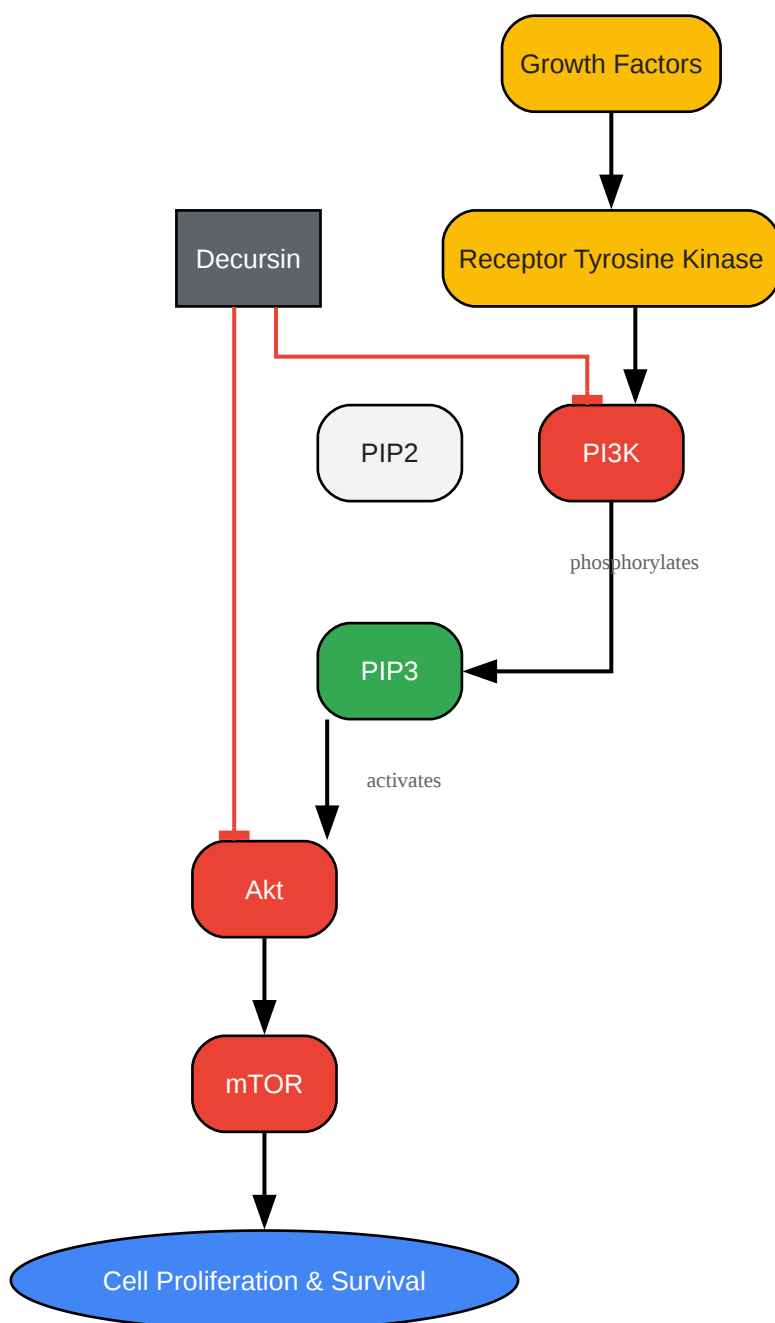 Growth Factors
Decursin
Receptor Tyrosine Kinase
PIP2
PI3K
phosphorylates
PIP3
activates
Akt
mTOR
Cell Proliferation & Survival